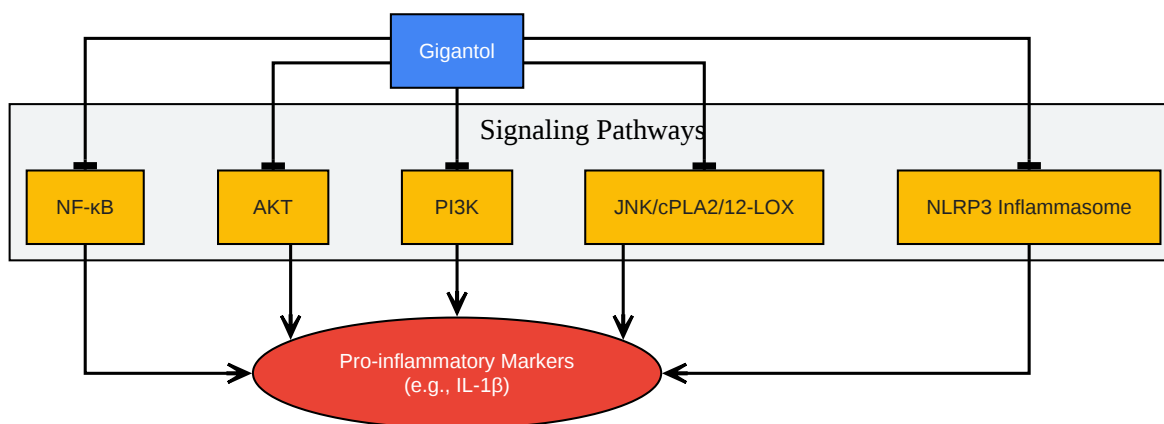 Gigantol
Signaling Pathways
NF-κB
AKT
PI3K
JNK/cPLA2/12-LOX
NLRP3 Inflammasome
Pro-inflammatory Markers
(e.g., IL-1β)